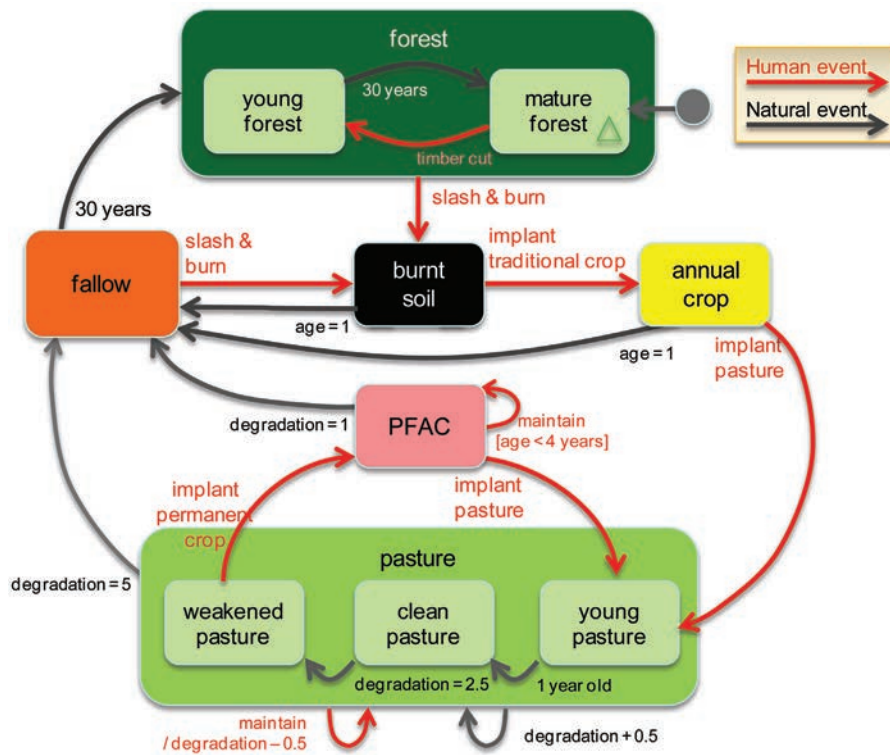 forest
Human event
Natural event
young
forest
30 years
mature
forest
timber cut
30 years
slash & burn
slash &
burn
implant
traditional crop
fallow
burnt
soil
annual
crop
age = 1
age = 1
implant
pasture
degradation = 1
PFAC
maintain
[age < 4 years]
implant
permanent
crop
implant
pasture
pasture
degradation = 5
weakened
pasture
clean
pasture
young
pasture
degradation = 2.5
1 year old
maintain
/ degradation – 0.5
degradation + 0.5